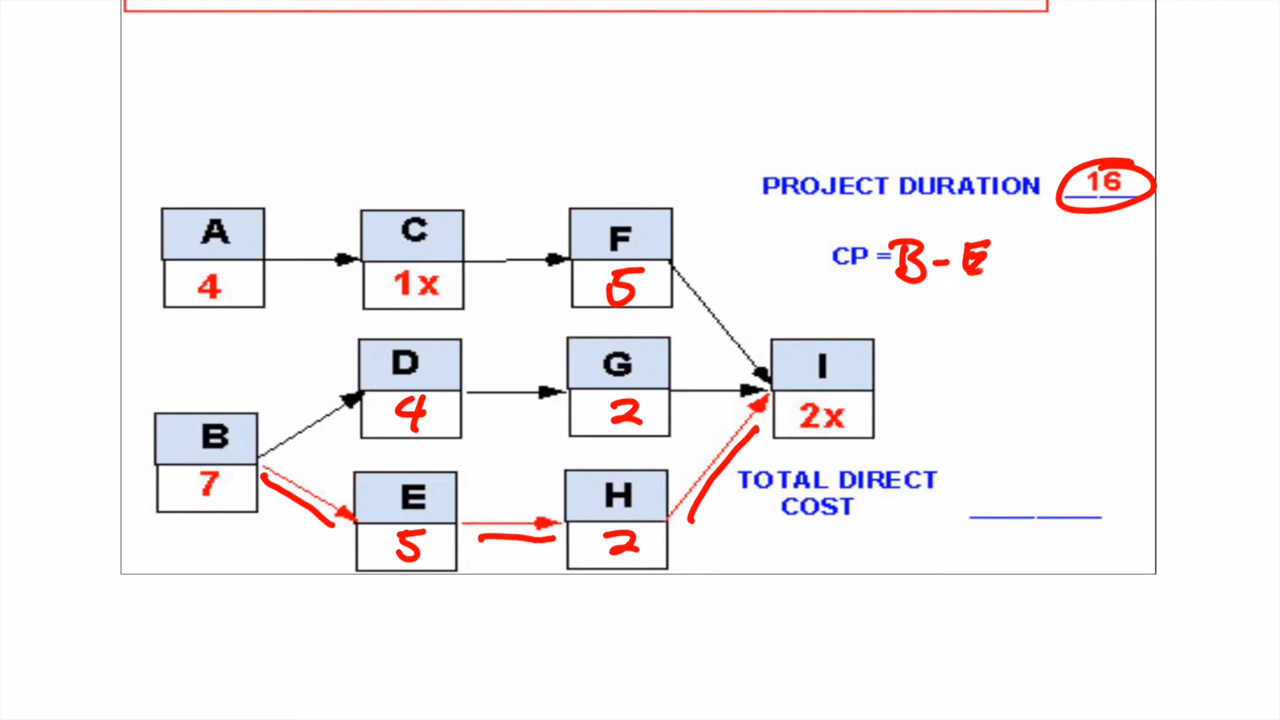 PROJECT DURATION 16
CP = B - E
A
4
C
1x
F
5
D
4
G
2
I
2x
B
7
E
5
H
2
TOTAL DIRECT
COST